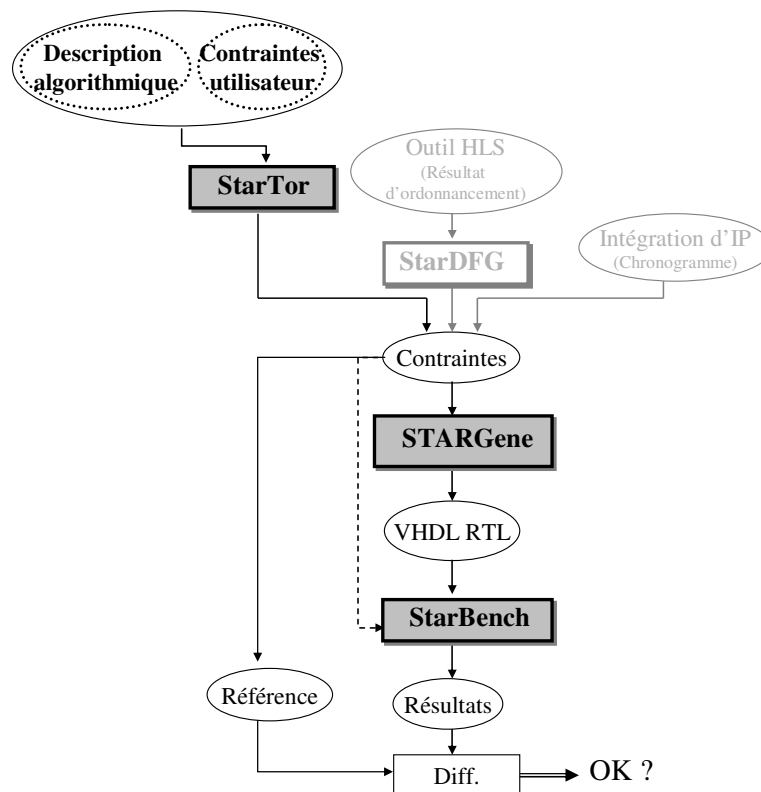 Description
algorithmique
Contraintes
utilisateur
StarTor
Outil HLS
(Résultat
d'ordonnancement)
StarDFG
Intégration d'IP
(Chronogramme)
Contraintes
STARGene
VHDL RTL
StarBench
Référence
Résultats
Diff.
OK ?